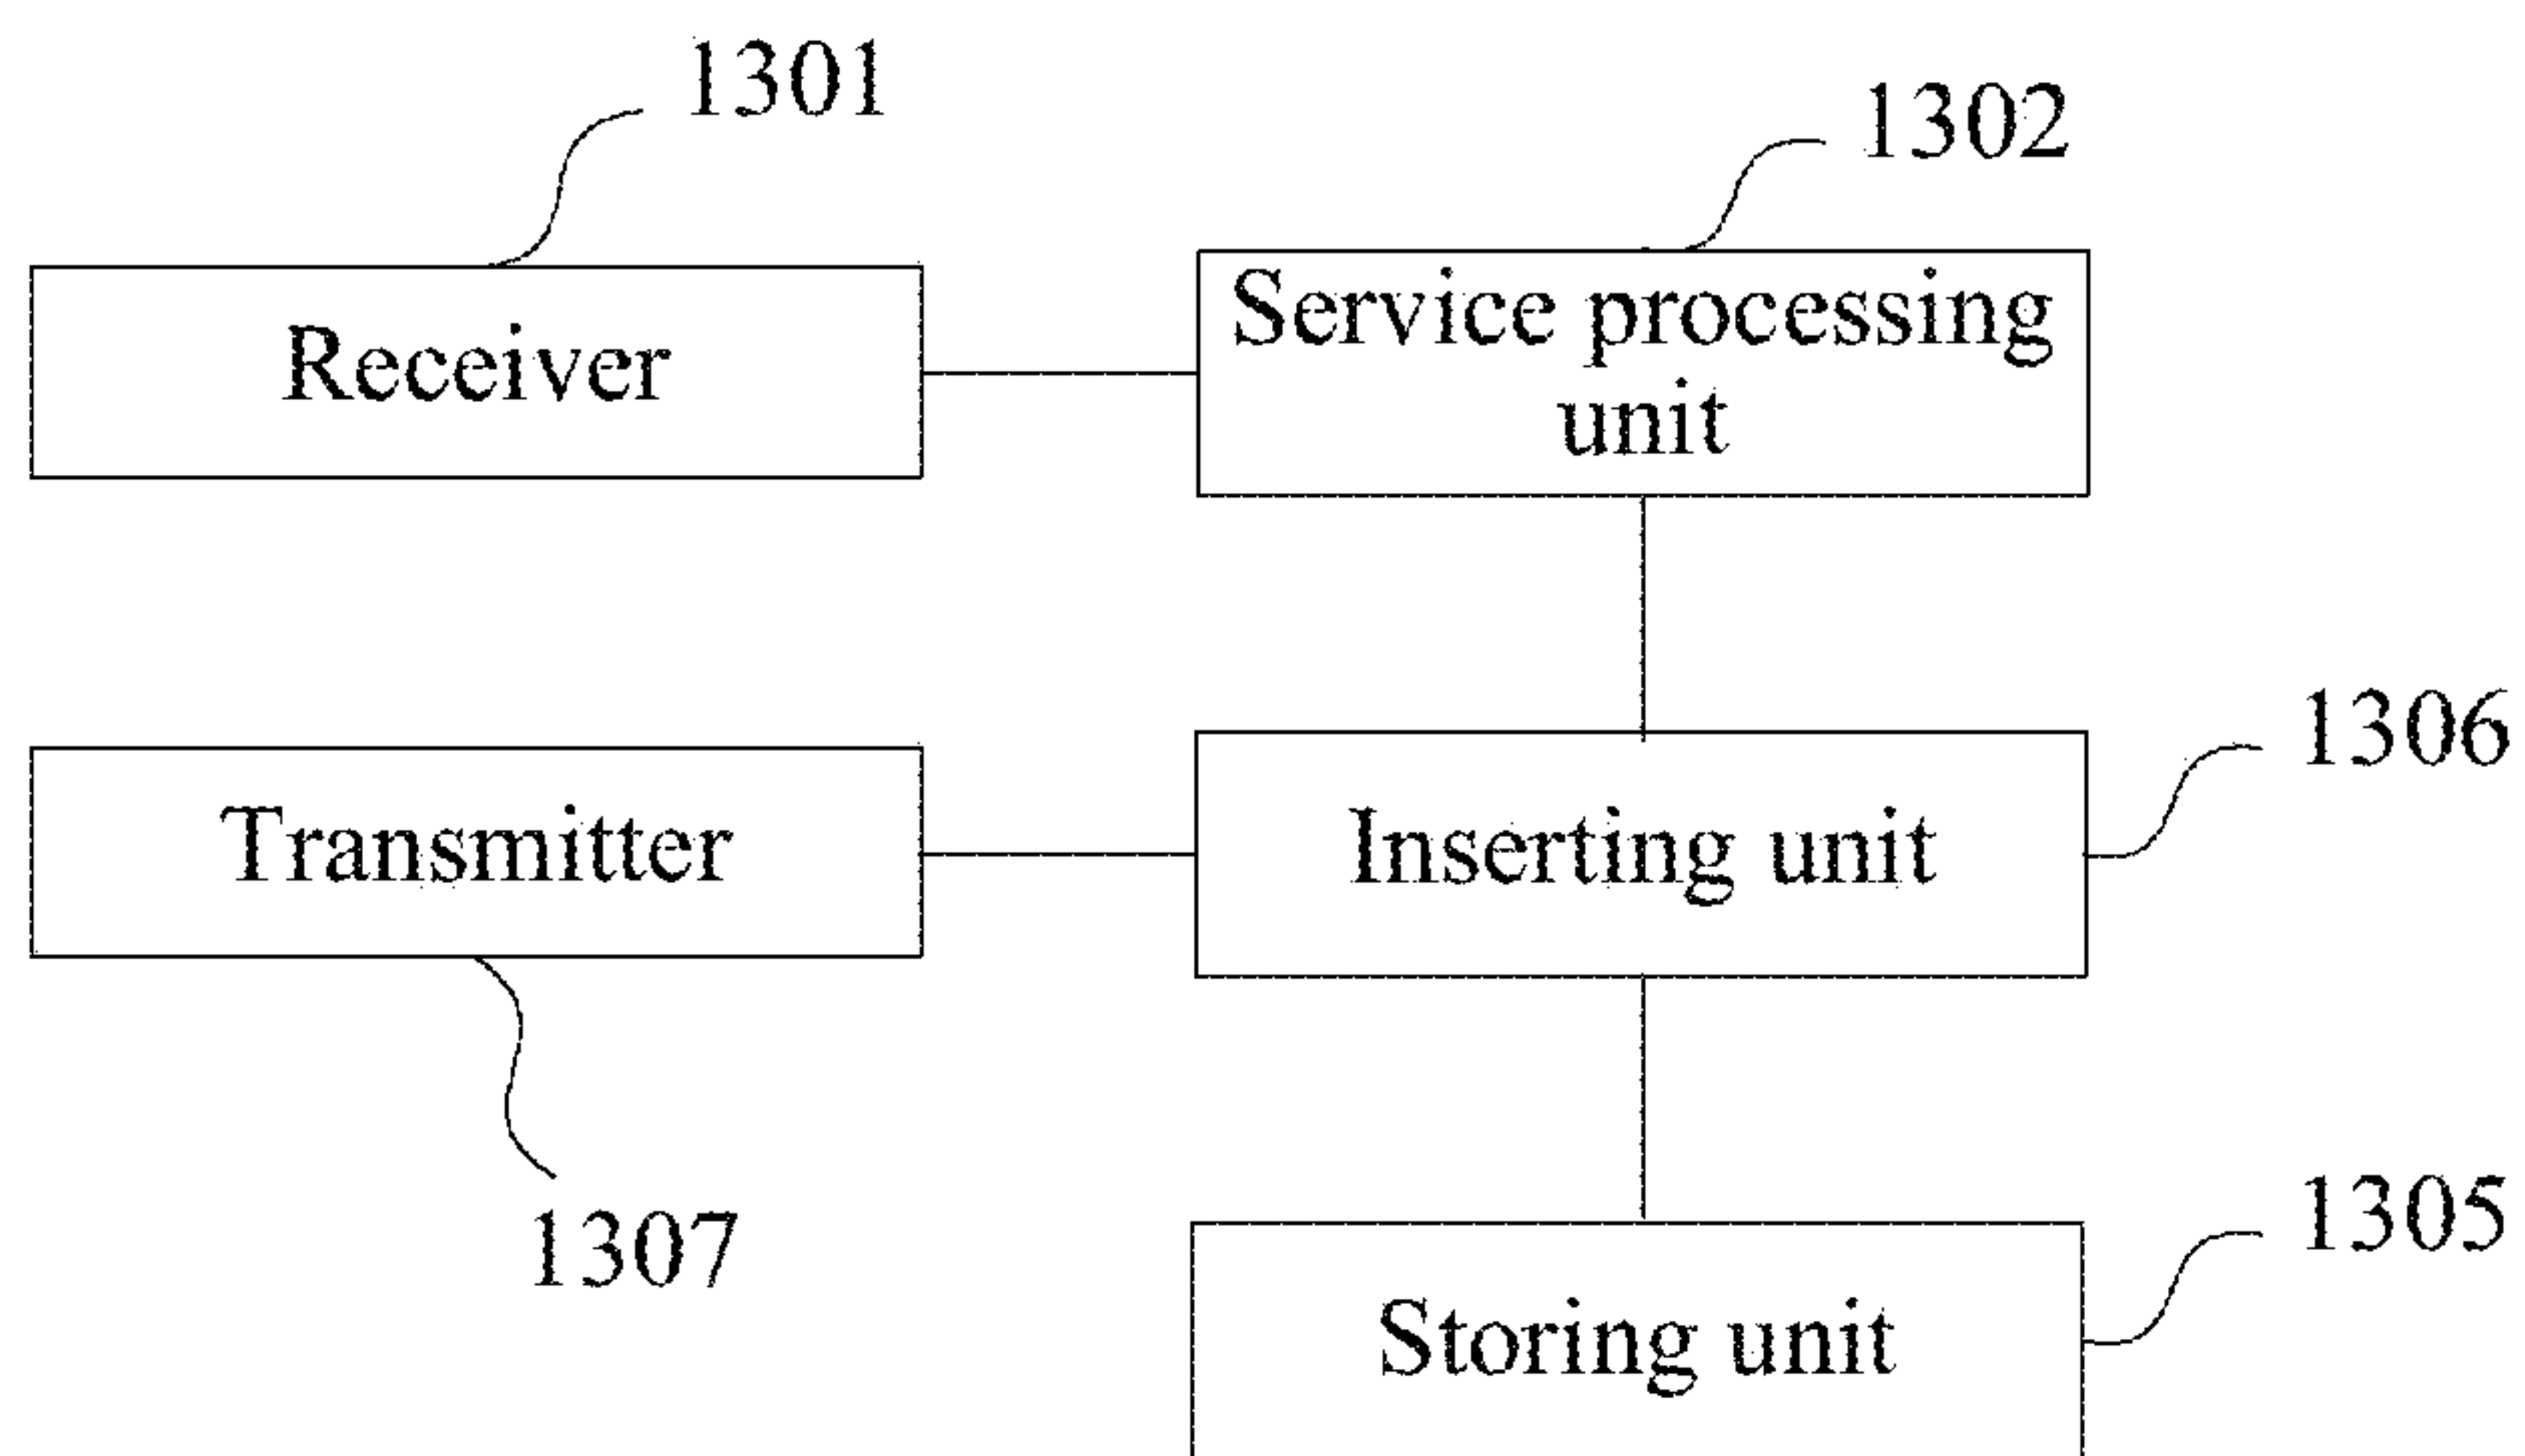 1301
1302
Receiver
Service processing
unit
1306
Transmitter
Inserting unit
1307
1305
Storing unit